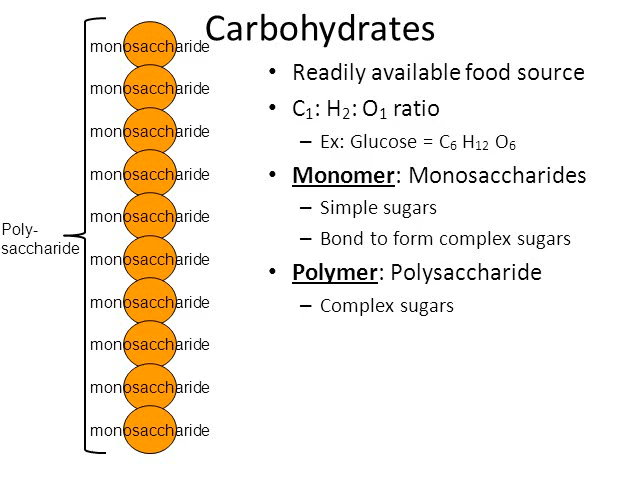 Carbohydrates
monosaccharide
monosaccharide
monosaccharide
monosaccharide
monosaccharide
monosaccharide
monosaccharide
monosaccharide
monosaccharide
monosaccharide
Poly-
saccharide
• Readily available food source
• C₁: H₂: O₁ ratio
– Ex: Glucose = C₆ H₁₂ O₆
• Monomer: Monosaccharides
– Simple sugars
– Bond to form complex sugars
• Polymer: Polysaccharide
– Complex sugars